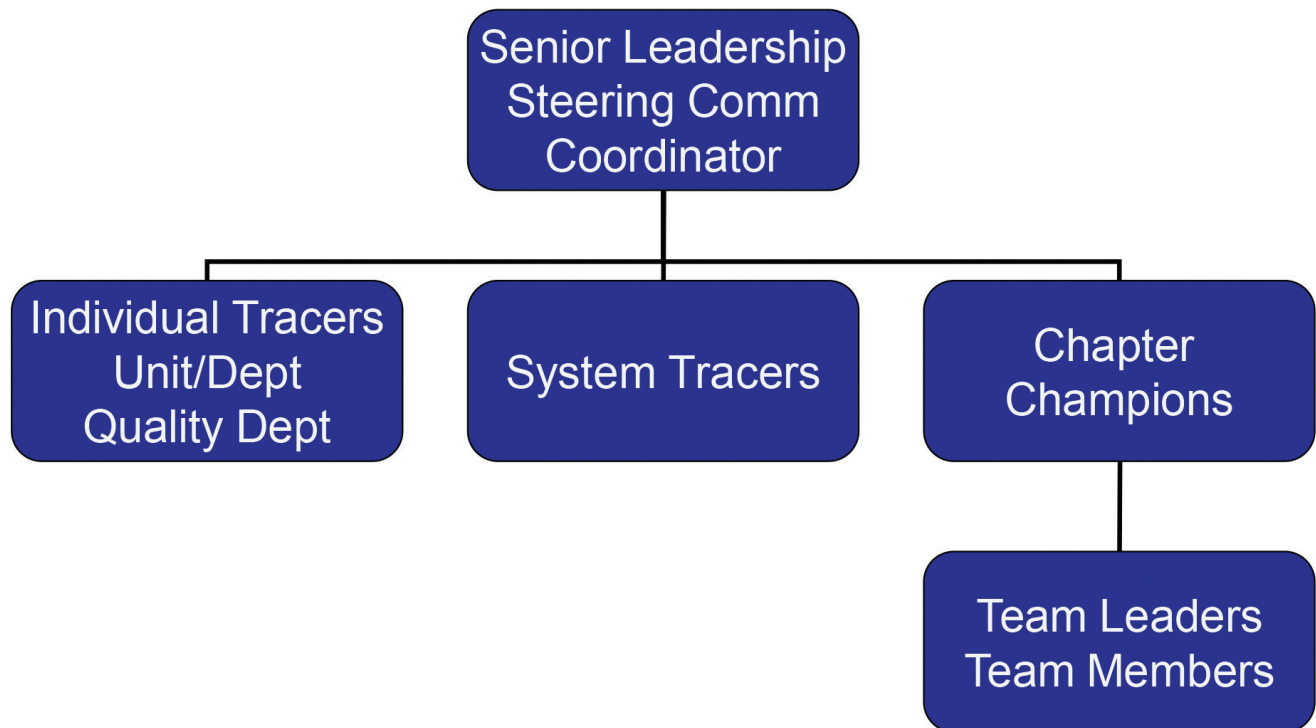 Senior Leadership
Steering Comm
Coordinator
Individual Tracers
Unit/Dept
Quality Dept
System Tracers
Chapter
Champions
Team Leaders
Team Members